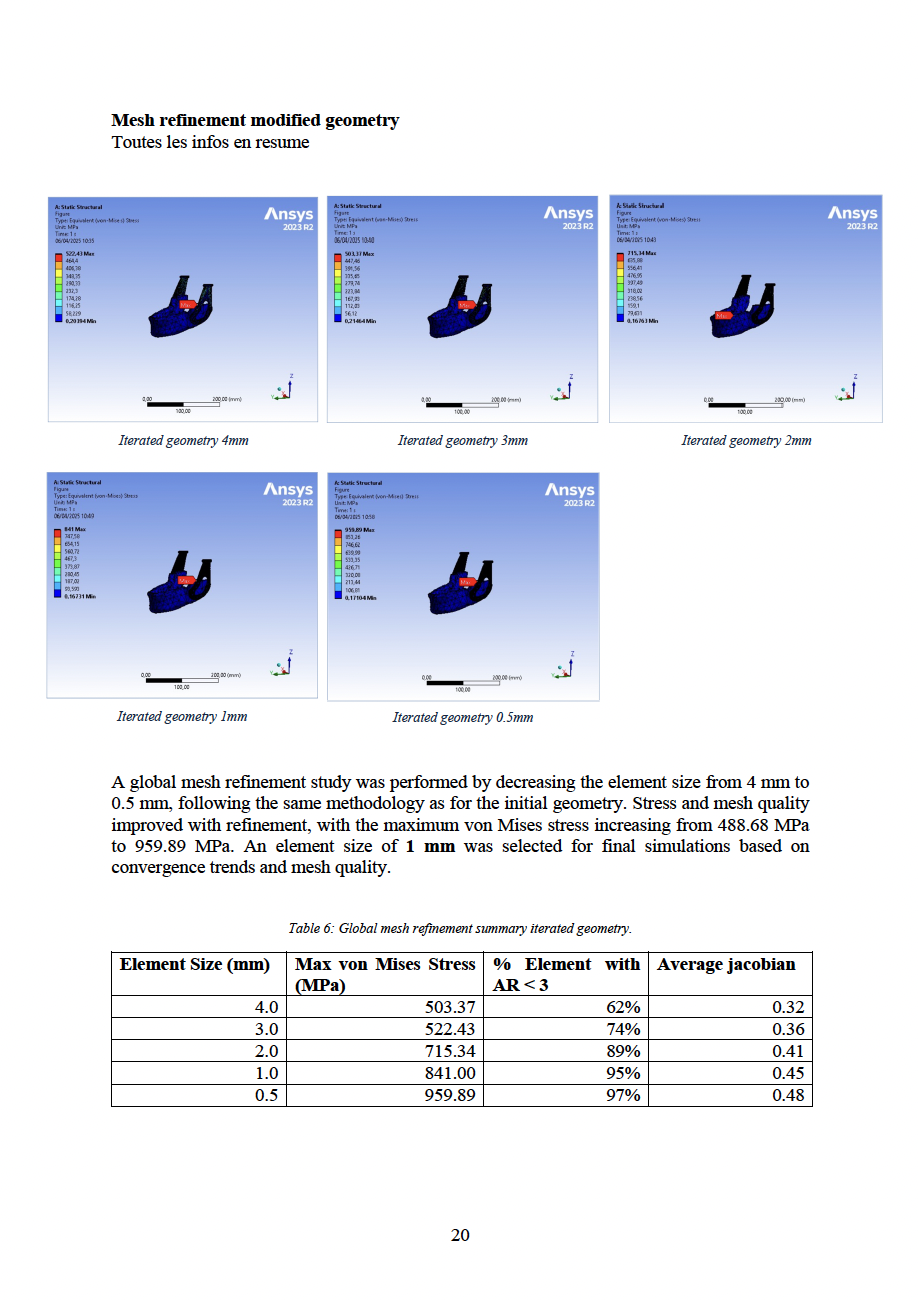 Mesh refinement modified geometry
Toutes les infos en resume
A: Static Structural
Figure
Type: Equivalent (von-Mises) Stress
Unit: MPa
Time: 1 s
06/04/2025 10:35
Ansys
2023 R2
522,43 Max
464,4
406,38
348,35
290,33
232,3
174,28
116,25
58,229
0,20394 Min
Max
0,00
200,00 (mm)
100,00
Z
Y
A: Static Structural
Figure
Type: Equivalent (von-Mises) Stress
Unit: MPa
Time: 1 s
06/04/2025 10:40
Ansys
2023 R2
503,37 Max
447,46
391,56
335,65
279,74
223,84
167,93
112,03
56,12
0,21464 Min
Max
0,00
200,00 (mm)
100,00
Z
Y
A: Static Structural
Figure
Type: Equivalent (von-Mises) Stress
Unit: MPa
Time: 1 s
06/04/2025 10:43
Ansys
2023 R2
715,34 Max
635,88
556,41
476,95
397,49
318,02
238,56
159,1
79,631
0,16763 Min
Max
0,00
200,00 (mm)
100,00
Z
Y
Iterated geometry 4mm
Iterated geometry 3mm
Iterated geometry 2mm
A: Static Structural
Figure
Type: Equivalent (von-Mises) Stress
Unit: MPa
Time: 1 s
06/04/2025 10:49
Ansys
2023 R2
841 Max
747,58
654,15
560,72
467,3
373,87
280,45
187,02
93,593
0,16731 Min
Max
0,00
200,00 (mm)
100,00
Z
Y
A: Static Structural
Figure
Type: Equivalent (von-Mises) Stress
Unit: MPa
Time: 1 s
06/04/2025 10:58
Ansys
2023 R2
959,89 Max
853,26
746,62
639,99
533,35
426,71
320,08
213,44
106,81
0,17104 Min
Max
0,00
200,00 (mm)
100,00
Z
Y
Iterated geometry 1mm
Iterated geometry 0.5mm
A global mesh refinement study was performed by decreasing the element size from 4 mm to
0.5 mm, following the same methodology as for the initial geometry. Stress and mesh quality
improved with refinement, with the maximum von Mises stress increasing from 488.68 MPa
to 959.89 MPa. An element size of 1 mm was selected for final simulations based on
convergence trends and mesh quality.
Table 6: Global mesh refinement summary iterated geometry.
Element Size (mm) Max von Mises Stress (MPa) % Element with AR < 3 Average jacobian
4.0 503.37 62% 0.32
3.0 522.43 74% 0.36
2.0 715.34 89% 0.41
1.0 841.00 95% 0.45
0.5 959.89 97% 0.48
20